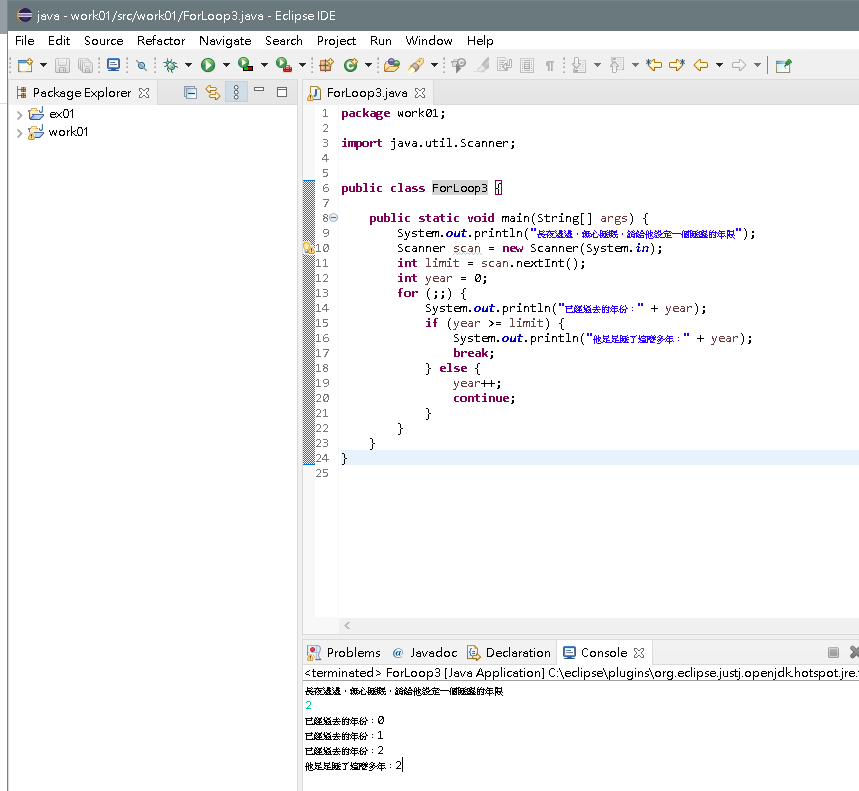 java - work01/src/work01/ForLoop3.java - Eclipse IDE
File Edit Source Refactor Navigate Search Project Run Window Help
Package Explorer
ex01
work01
ForLoop3.java
1 package work01;
2
3 import java.util.Scanner;
4
5
6 public class ForLoop3 {
7
8 public static void main(String[] args) {
9 System.out.println("長夜漫漫，無心睡眠，請給他設定一個睡眠的年限");
10 Scanner scan = new Scanner(System.in);
11 int limit = scan.nextInt();
12 int year = 0;
13 for (;;) {
14 System.out.println("已經過去的年份：" + year);
15 if (year >= limit) {
16 System.out.println("他足足睡了這麼多年：" + year);
17 break;
18 } else {
19 year++;
20 continue;
21 }
22 }
23 }
24 }
25
Problems @ Javadoc Declaration Console
<terminated> ForLoop3 [Java Application] C:\eclipse\plugins\org.eclipse.justj.openjdk.hotspot.jre.
長夜漫漫，無心睡眠，請給他設定一個睡眠的年限
2
已經過去的年份：0
已經過去的年份：1
已經過去的年份：2
他足足睡了這麼多年：2